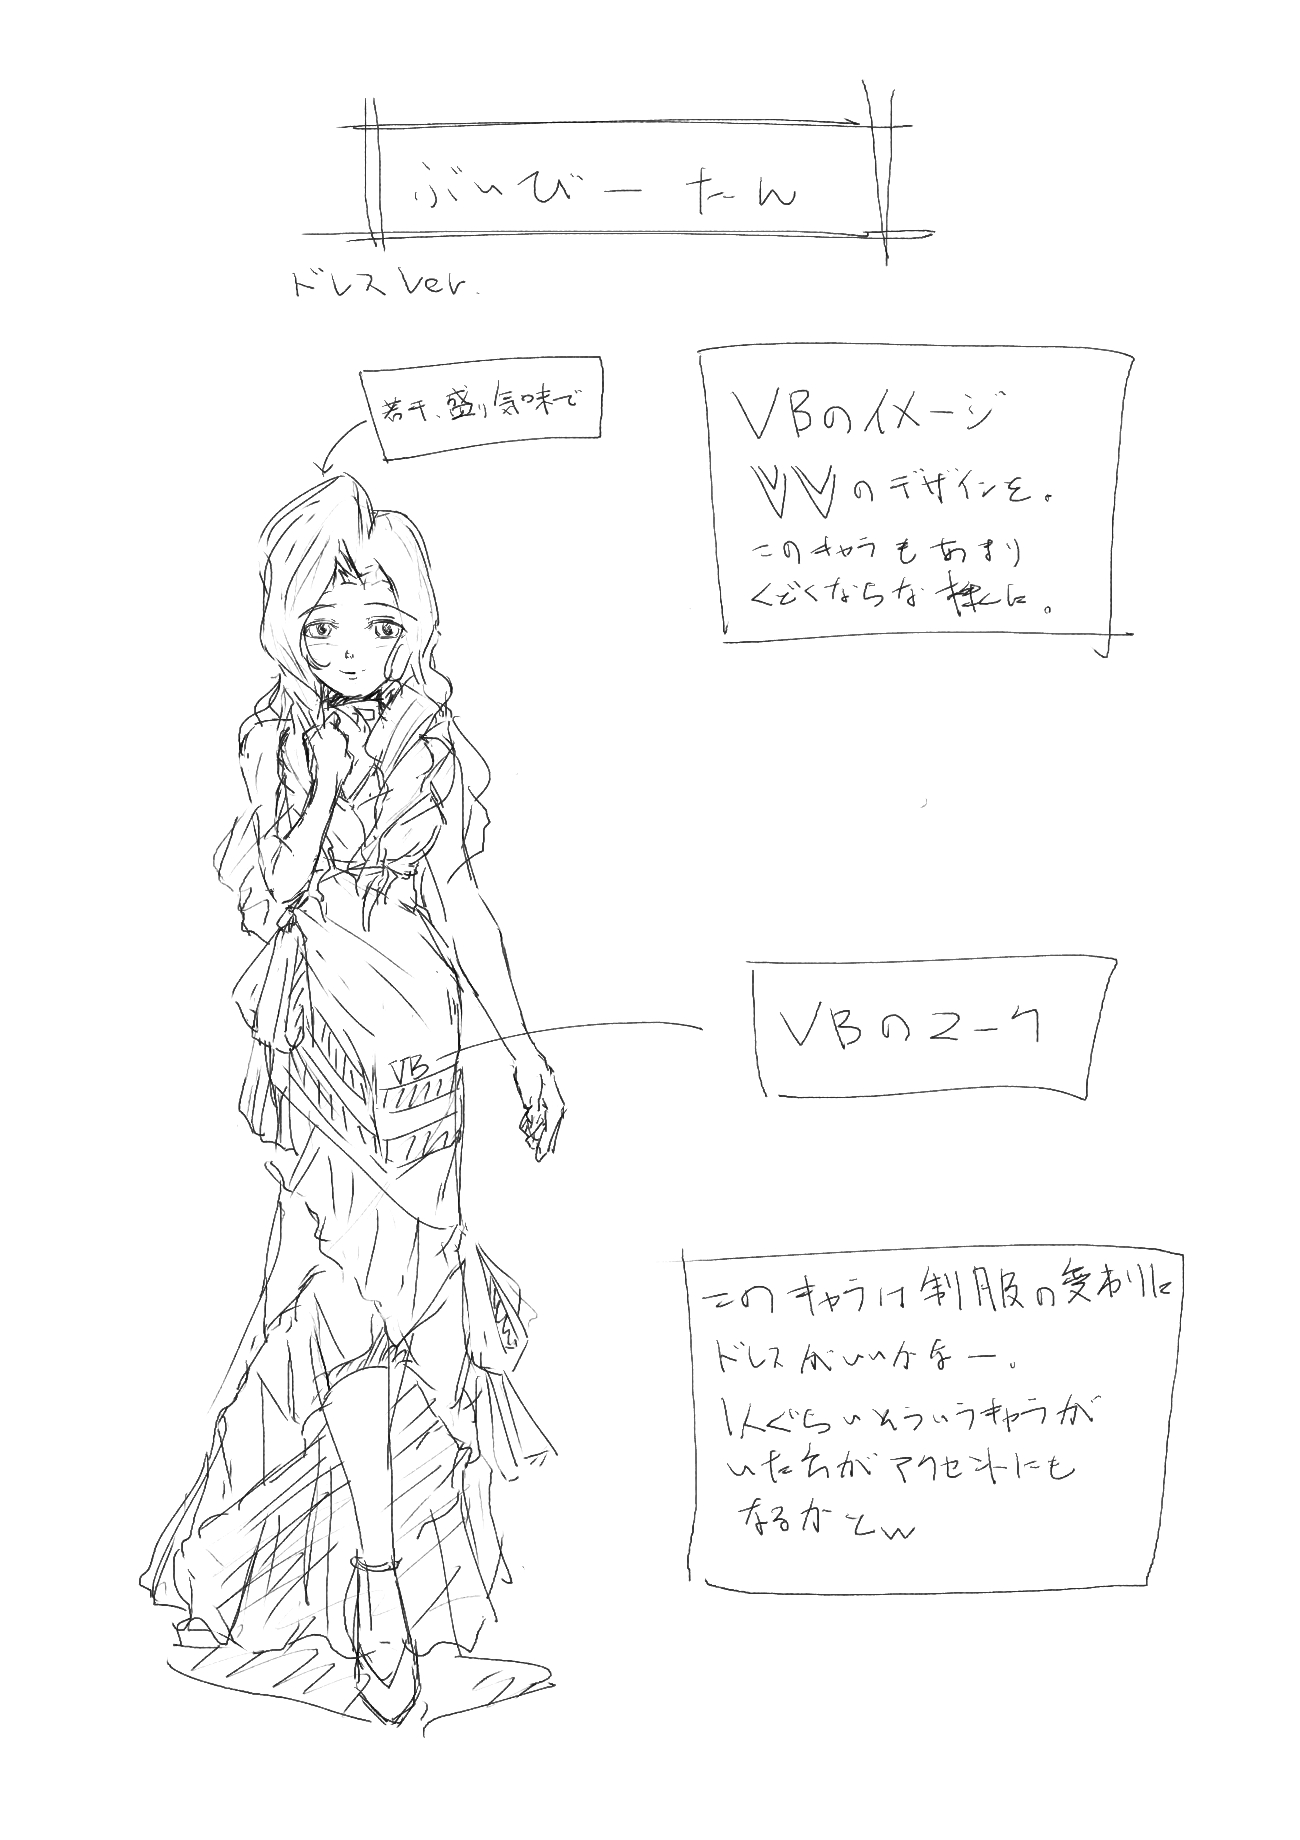 ぶいびーたん
ドレスVer.
若干、盛り気味で
VBのイメージ
VVのデザインを。
このキャラもあまり
くどくならな様に。
VB
VBのマーク
このキャラは制服の変わりに
ドレスがいいかなー。
1人ぐらいそういうキャラが
いた方がアクセントにも
なるかとw